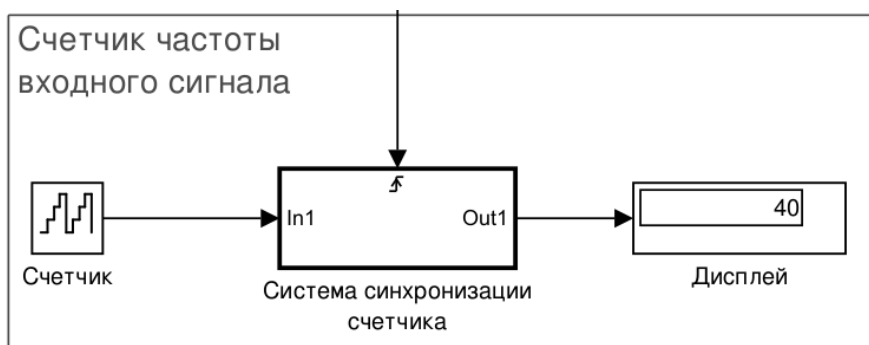 Счетчик частоты
входного сигнала
In1
Out1
40
Счетчик
Система синхронизации
счетчика
Дисплей